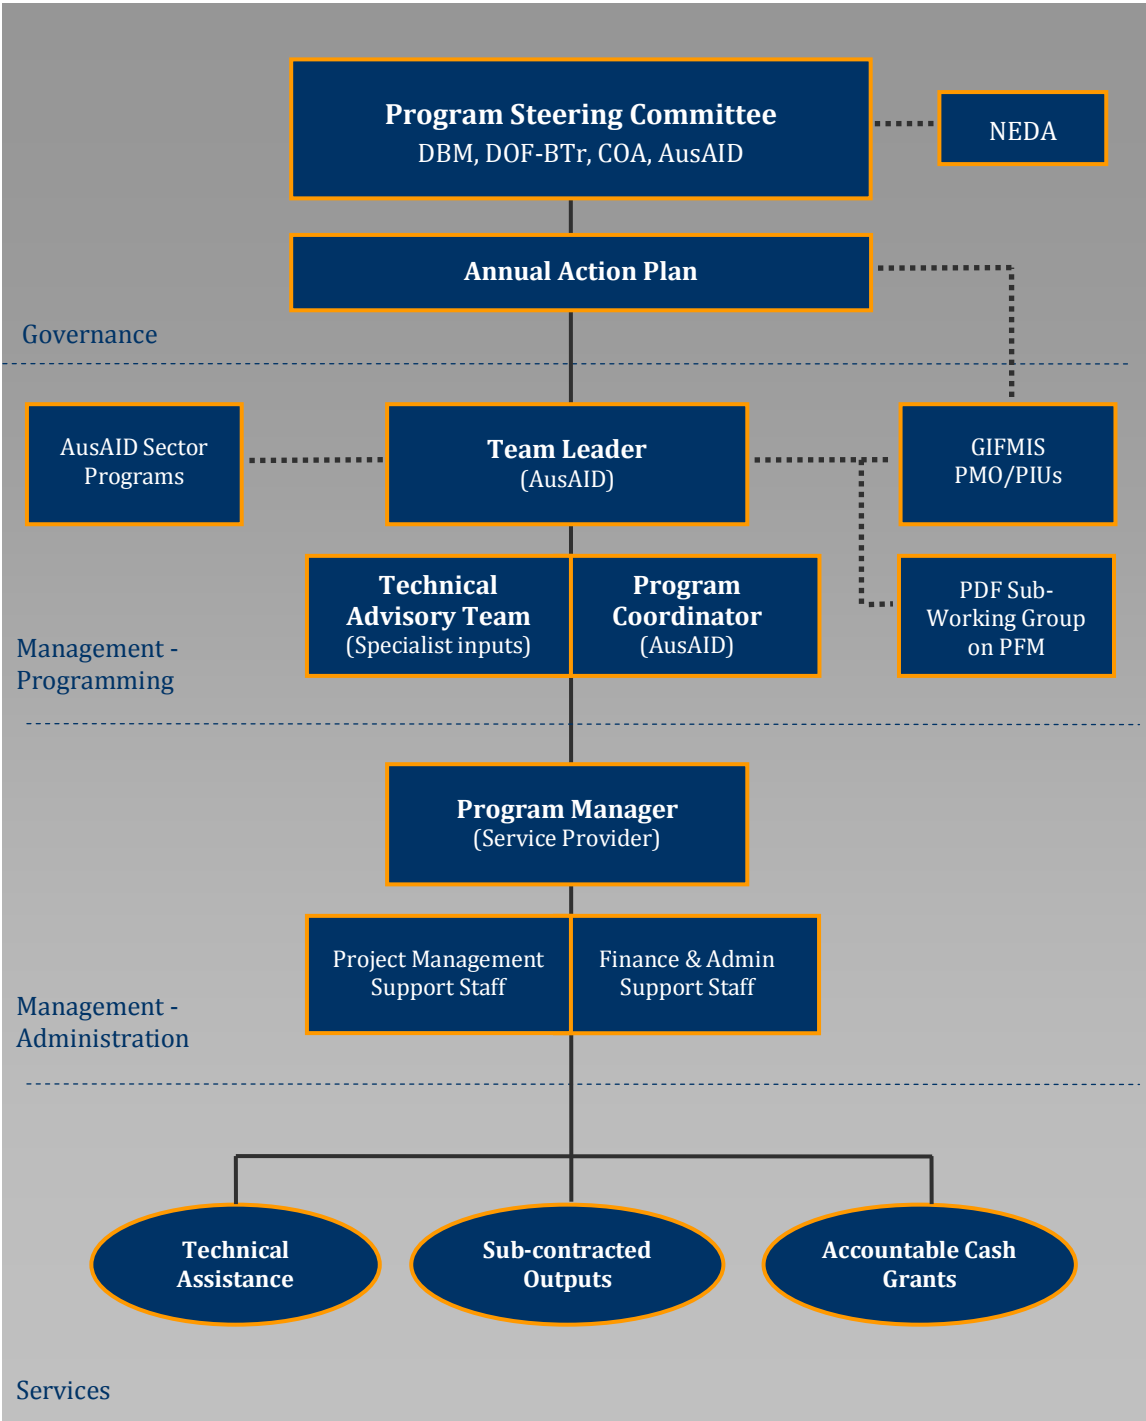 Program Steering Committee
DBM, DOF-BTr, COA, AusAID
NEDA
Annual Action Plan
Governance
AusAID Sector
Programs
Team Leader
(AusAID)
GIFMIS
PMO/PIUs
Technical
Advisory Team
(Specialist inputs)
Program
Coordinator
(AusAID)
PDF Sub-
Working Group
on PFM
Management -
Programming
Program Manager
(Service Provider)
Project Management
Support Staff
Finance & Admin
Support Staff
Management -
Administration
Technical
Assistance
Sub-contracted
Outputs
Accountable Cash
Grants
Services